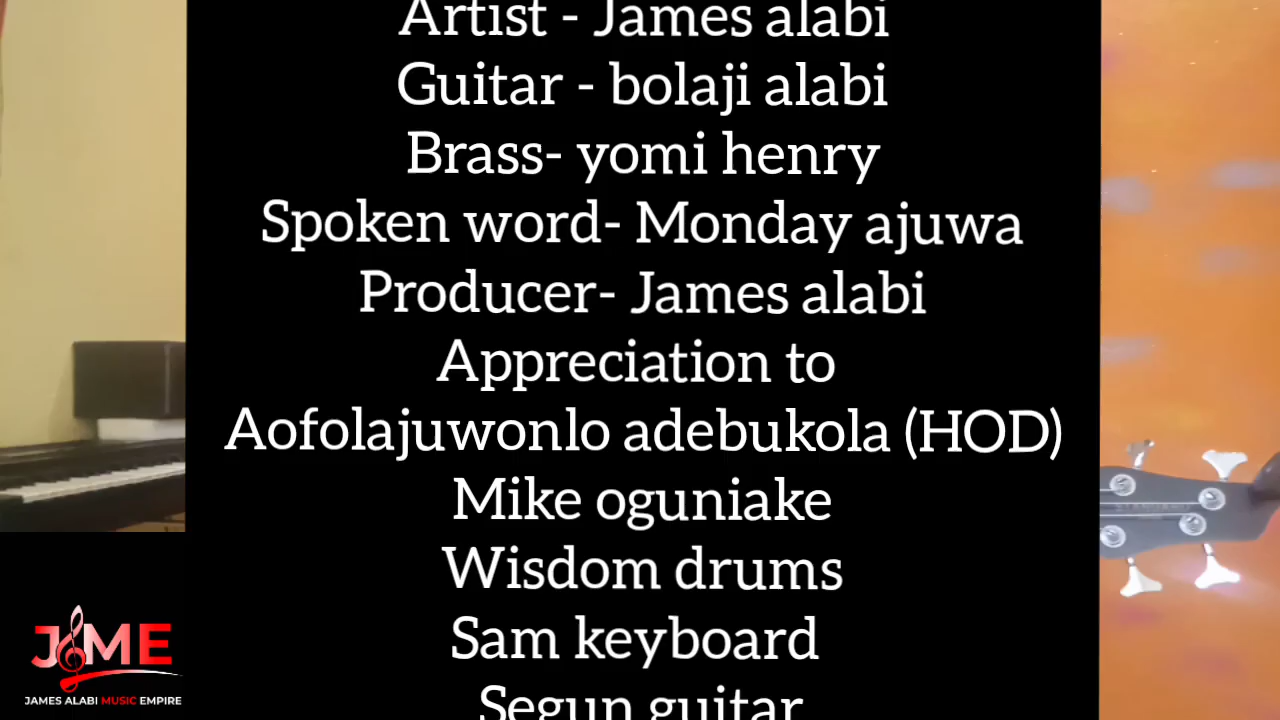 Artist - James alabi
Guitar - bolaji alabi
Brass- yomi henry
Spoken word- Monday ajuwa
Producer- James alabi
Appreciation to
Aofolajuwonlo adebukola (HOD)
Mike oguniake
Wisdom drums
Sam keyboard
Segun guitar
JAME
JAMES ALABI MUSIC EMPIRE